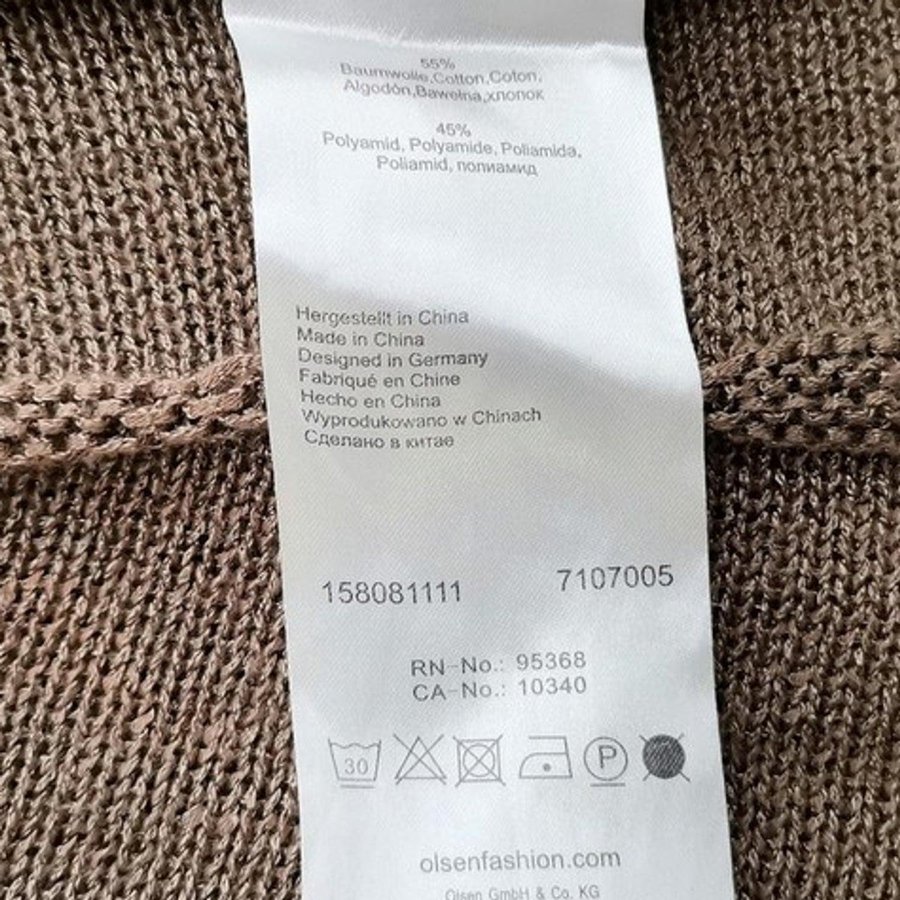 55%
Baumwolle,Cotton,Coton,
Algodón,Bawełna,хлопок
45%
Polyamid, Polyamide, Poliamida,
Poliamid, полиамид
Hergestellt in China
Made in China
Designed in Germany
Fabriqué en Chine
Hecho en China
Wyprodukowano w Chinach
Сделано в китае
158081111 7107005
RN-No.: 95368
CA-No.: 10340
30 P
olsenfashion.com
Olsen GmbH & Co. KG